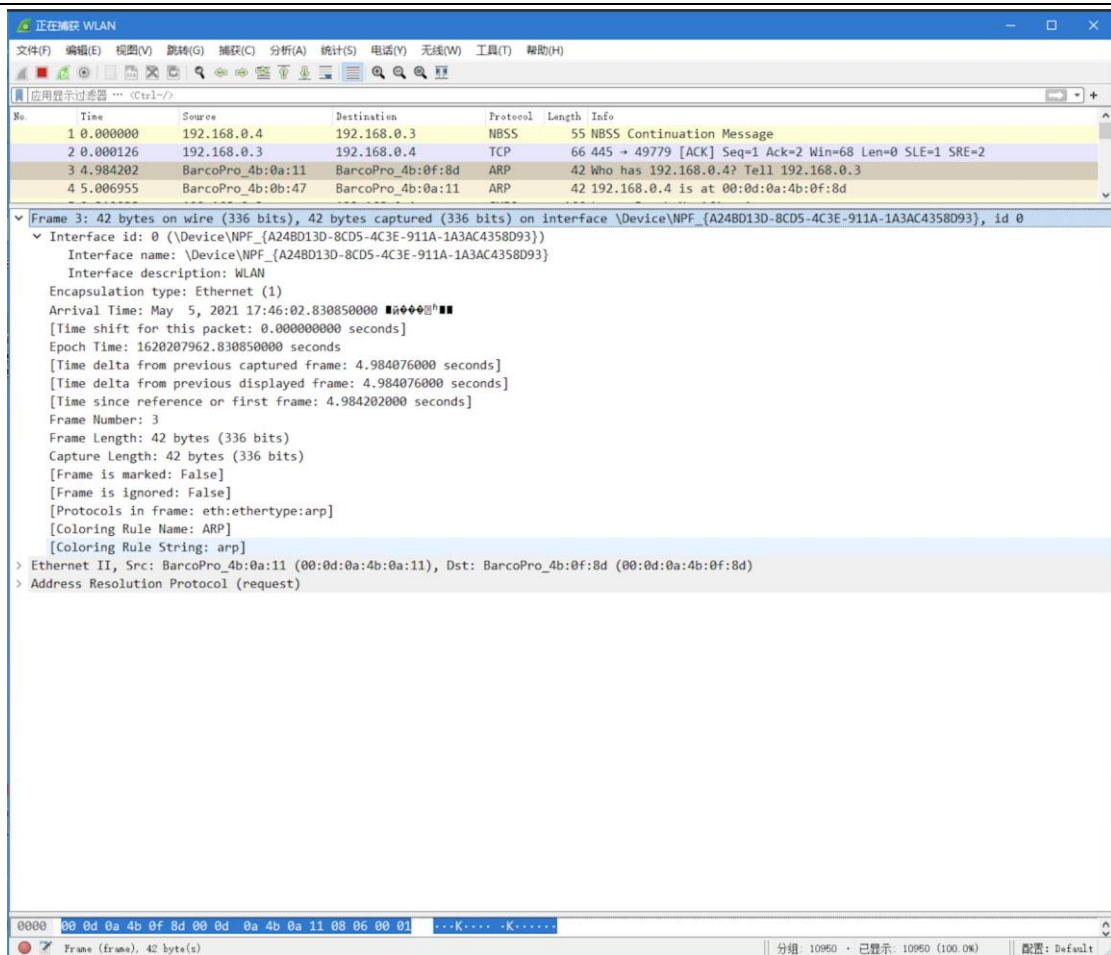 正在捕获 WLAN
文件(F) 编辑(E) 视图(V) 跳转(G) 捕获(C) 分析(A) 统计(S) 电话(Y) 无线(W) 工具(T) 帮助(H)
应用显示过滤器 … <Ctrl-/>
No. Time Source Destination Protocol Length Info
1 0.000000 192.168.0.4 192.168.0.3 NBSS 55 NBSS Continuation Message
2 0.000126 192.168.0.3 192.168.0.4 TCP 66 445 → 49779 [ACK] Seq=1 Ack=2 Win=68 Len=0 SLE=1 SRE=2
3 4.984202 BarcoPro_4b:0a:11 BarcoPro_4b:0f:8d ARP 42 Who has 192.168.0.4? Tell 192.168.0.3
4 5.006955 BarcoPro_4b:0b:47 BarcoPro_4b:0a:11 ARP 42 192.168.0.4 is at 00:0d:0a:4b:0f:8d
Frame 3: 42 bytes on wire (336 bits), 42 bytes captured (336 bits) on interface \Device\NPF_{A24BD13D-8CD5-4C3E-911A-1A3AC4358D93}, id 0
Interface id: 0 (\Device\NPF_{A24BD13D-8CD5-4C3E-911A-1A3AC4358D93})
Interface name: \Device\NPF_{A24BD13D-8CD5-4C3E-911A-1A3AC4358D93}
Interface description: WLAN
Encapsulation type: Ethernet (1)
Arrival Time: May 5, 2021 17:46:02.830850000
[Time shift for this packet: 0.000000000 seconds]
Epoch Time: 1620207962.830850000 seconds
[Time delta from previous captured frame: 4.984076000 seconds]
[Time delta from previous displayed frame: 4.984076000 seconds]
[Time since reference or first frame: 4.984202000 seconds]
Frame Number: 3
Frame Length: 42 bytes (336 bits)
Capture Length: 42 bytes (336 bits)
[Frame is marked: False]
[Frame is ignored: False]
[Protocols in frame: eth:ethertype:arp]
[Coloring Rule Name: ARP]
[Coloring Rule String: arp]
Ethernet II, Src: BarcoPro_4b:0a:11 (00:0d:0a:4b:0a:11), Dst: BarcoPro_4b:0f:8d (00:0d:0a:4b:0f:8d)
Address Resolution Protocol (request)
0000 00 0d 0a 4b 0f 8d 00 0d 0a 4b 0a 11 08 06 00 01 ···K···· ·K······
Frame (frame), 42 byte(s) 分组: 10950 · 已显示: 10950 (100.0%) 配置: Default